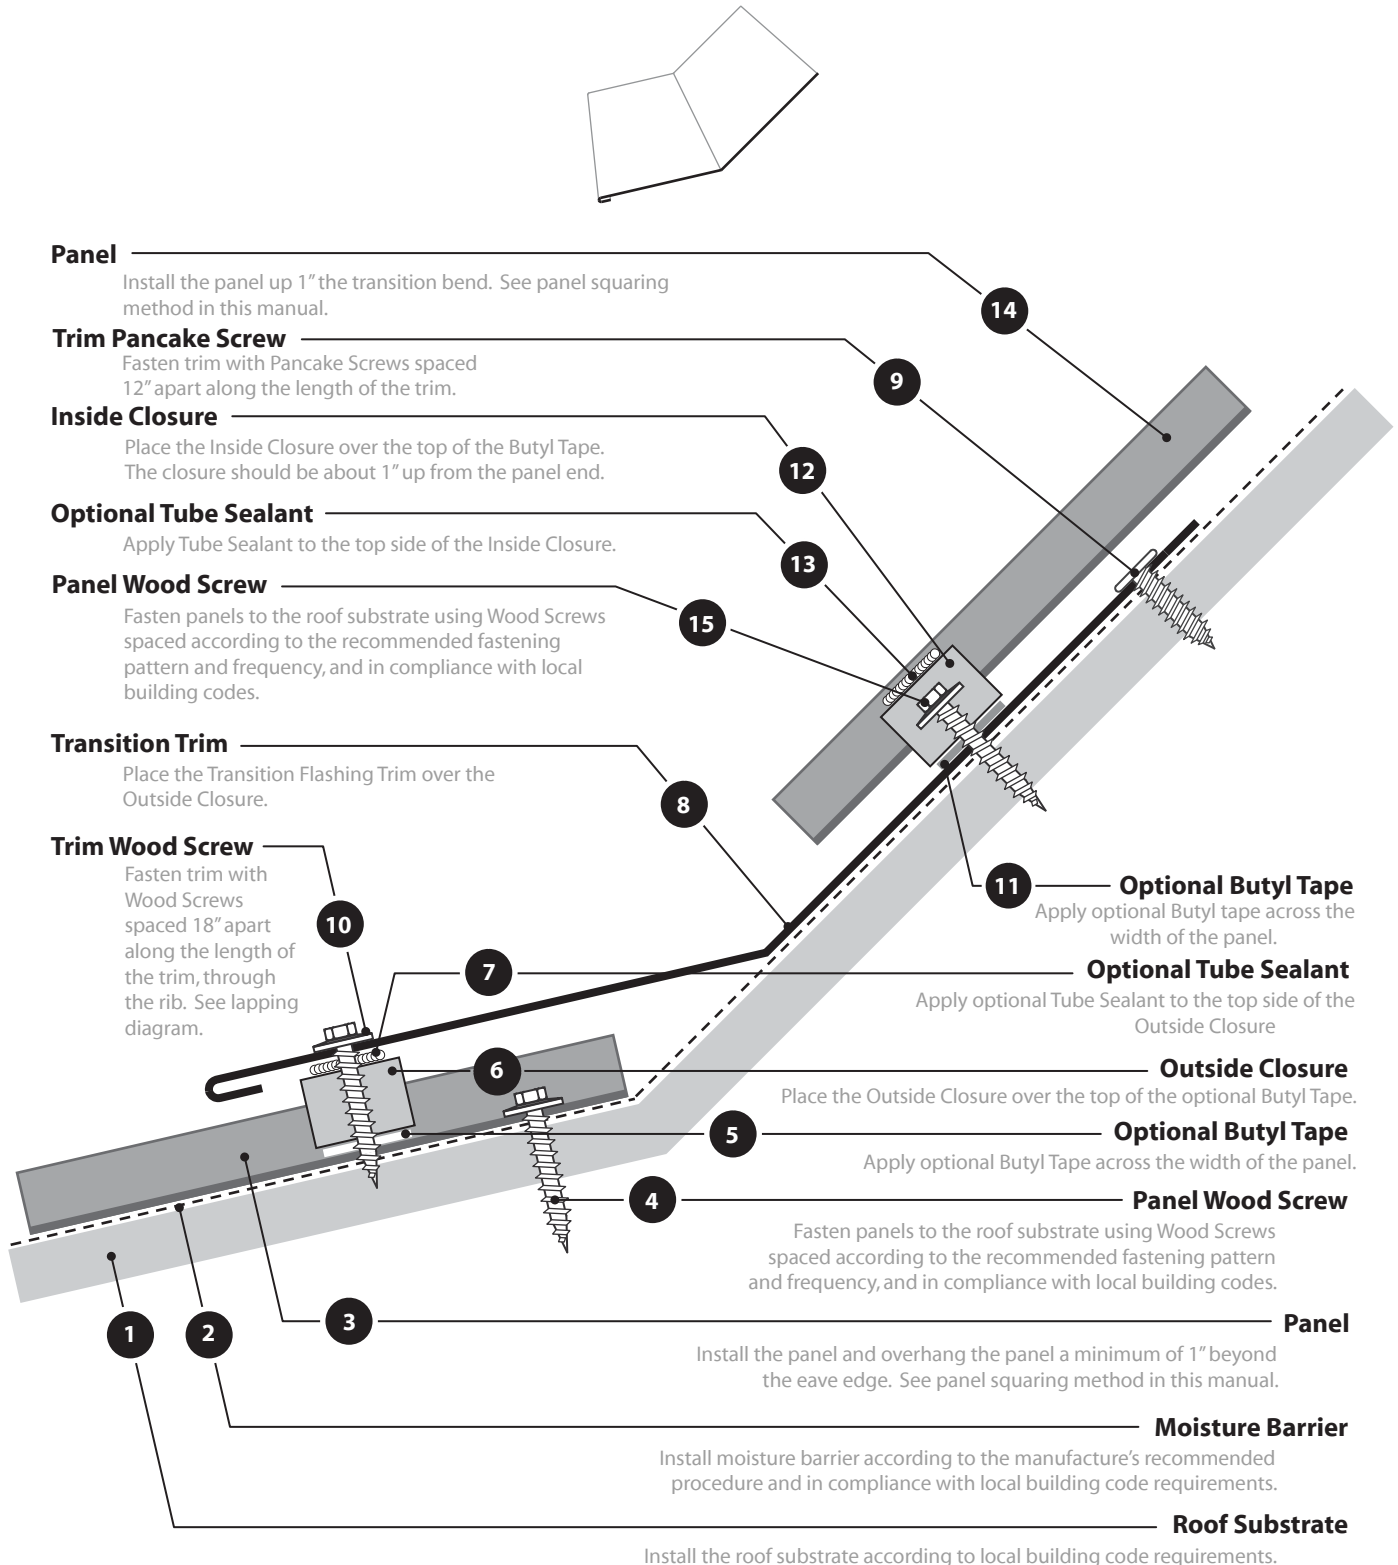 Panel
Install the panel up 1” the transition bend. See panel squaring
method in this manual.
14
Trim Pancake Screw
Fasten trim with Pancake Screws spaced
12” apart along the length of the trim.
9
Inside Closure
Place the Inside Closure over the top of the Butyl Tape.
The closure should be about 1” up from the panel end.
12
Optional Tube Sealant
Apply Tube Sealant to the top side of the Inside Closure.
13
Panel Wood Screw
Fasten panels to the roof substrate using Wood Screws
spaced according to the recommended fastening
pattern and frequency, and in compliance with local
building codes.
15
Transition Trim
Place the Transition Flashing Trim over the
Outside Closure.
8
Trim Wood Screw
Fasten trim with
Wood Screws
spaced 18” apart
along the length of
the trim, through
the rib. See lapping
diagram.
10
11
Optional Butyl Tape
Apply optional Butyl tape across the
width of the panel.
7
Optional Tube Sealant
Apply optional Tube Sealant to the top side of the
Outside Closure
6
Outside Closure
Place the Outside Closure over the top of the optional Butyl Tape.
5
Optional Butyl Tape
Apply optional Butyl Tape across the width of the panel.
4
Panel Wood Screw
Fasten panels to the roof substrate using Wood Screws
spaced according to the recommended fastening pattern
and frequency, and in compliance with local building codes.
3
Panel
Install the panel and overhang the panel a minimum of 1” beyond
the eave edge. See panel squaring method in this manual.
2
Moisture Barrier
Install moisture barrier according to the manufacture’s recommended
procedure and in compliance with local building code requirements.
1
Roof Substrate
Install the roof substrate according to local building code requirements.